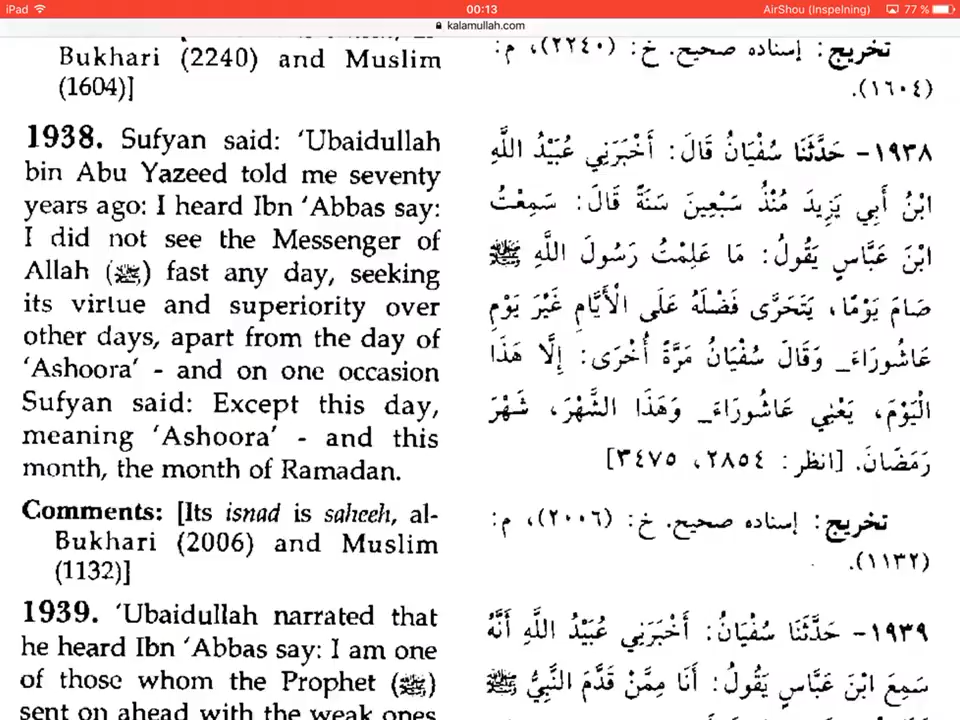 iPad 00:13 AirShou (Inspelning) 77 %
kalamullah.com
Bukhari (2240) and Muslim
(1604)]
1938. Sufyan said: 'Ubaidullah
bin Abu Yazeed told me seventy
years ago: I heard Ibn 'Abbas say:
I did not see the Messenger of
Allah (ﷺ) fast any day, seeking
its virtue and superiority over
other days, apart from the day of
'Ashoora' - and on one occasion
Sufyan said: Except this day,
meaning 'Ashoora' - and this
month, the month of Ramadan.
Comments: [Its isnad is saheeh, al-
Bukhari (2006) and Muslim
(1132)]
1939. 'Ubaidullah narrated that
he heard Ibn 'Abbas say: I am one
of those whom the Prophet (ﷺ)
sent on ahead with the weak ones
تخريج: إسناده صحيح. خ: (٢٢٤٠)، م:
(١٦٠٤).
١٩٣٨- حَدَّثَنَا سُفْيَانُ قَالَ: أَخْبَرَنِي عُبَيْدُ اللَّهِ
ابْنُ أَبِي يَزِيدَ مُنْذُ سَبْعِينَ سَنَةً قَالَ: سَمِعْتُ
ابْنَ عَبَّاسٍ يَقُولُ: مَا عَلِمْتُ رَسُولَ اللَّهِ ﷺ
صَامَ يَوْمًا، يَتَحَرَّى فَضْلَهُ عَلَى الْأَيَّامِ غَيْرَ يَوْمِ
عَاشُورَاءَ_ وَقَالَ سُفْيَانُ مَرَّةً أُخْرَى: إِلَّا هَذَا
الْيَوْمَ، يَعْنِي عَاشُورَاءَ_ وَهَذَا الشَّهْرَ، شَهْرَ
رَمَضَانَ. [انظر: ٢٨٥٤، ٣٤٧٥]
تخريج: إسناده صحيح. خ: (٢٠٠٦)، م:
(١١٣٢).
١٩٣٩- حَدَّثَنَا سُفْيَانُ: أَخْبَرَنِي عُبَيْدُ اللَّهِ أَنَّهُ
سَمِعَ ابْنَ عَبَّاسٍ يَقُولُ: أَنَا مِمَّنْ قَدَّمَ النَّبِيُّ ﷺ